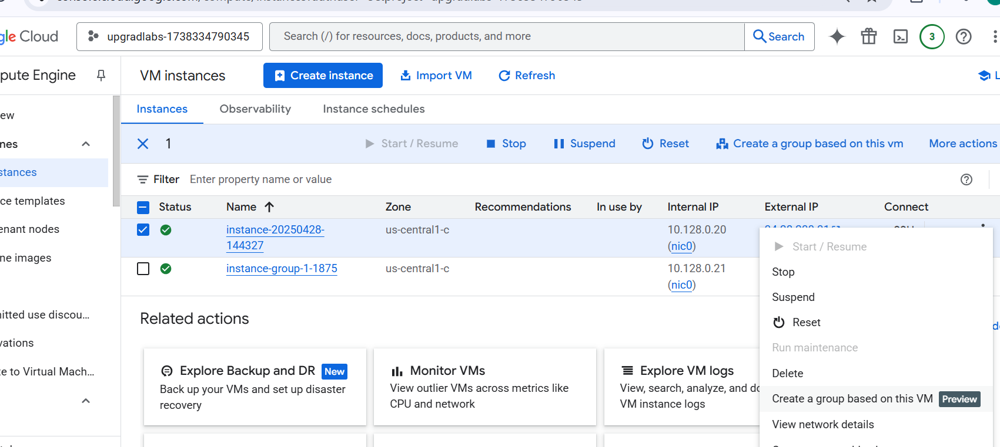 gle Cloud
upgradlabs-1738334790345
Search (/) for resources, docs, products, and more
Search
3
pute Engine
VM instances
Create instance
Import VM
Refresh
L
ew
nes
stances
ce templates
enant nodes
ne images
itted use discou...
vations
e to Virtual Mach...
Instances
Observability
Instance schedules
1
Start / Resume
Stop
Suspend
Reset
Create a group based on this vm
More actions
Filter
Enter property name or value
Status
Name
Zone
Recommendations
In use by
Internal IP
External IP
Connect
instance-20250428-
144327
us-central1-c
10.128.0.20
(nic0)
instance-group-1-1875
us-central1-c
10.128.0.21
(nic0)
Start / Resume
Stop
Suspend
Reset
Run maintenance
Delete
Create a group based on this VM Preview
View network details
Related actions
Explore Backup and DR New
Back up your VMs and set up disaster
recovery
Monitor VMs
View outlier VMs across metrics like
CPU and network
Explore VM logs
View, search, analyze, and do
VM instance logs